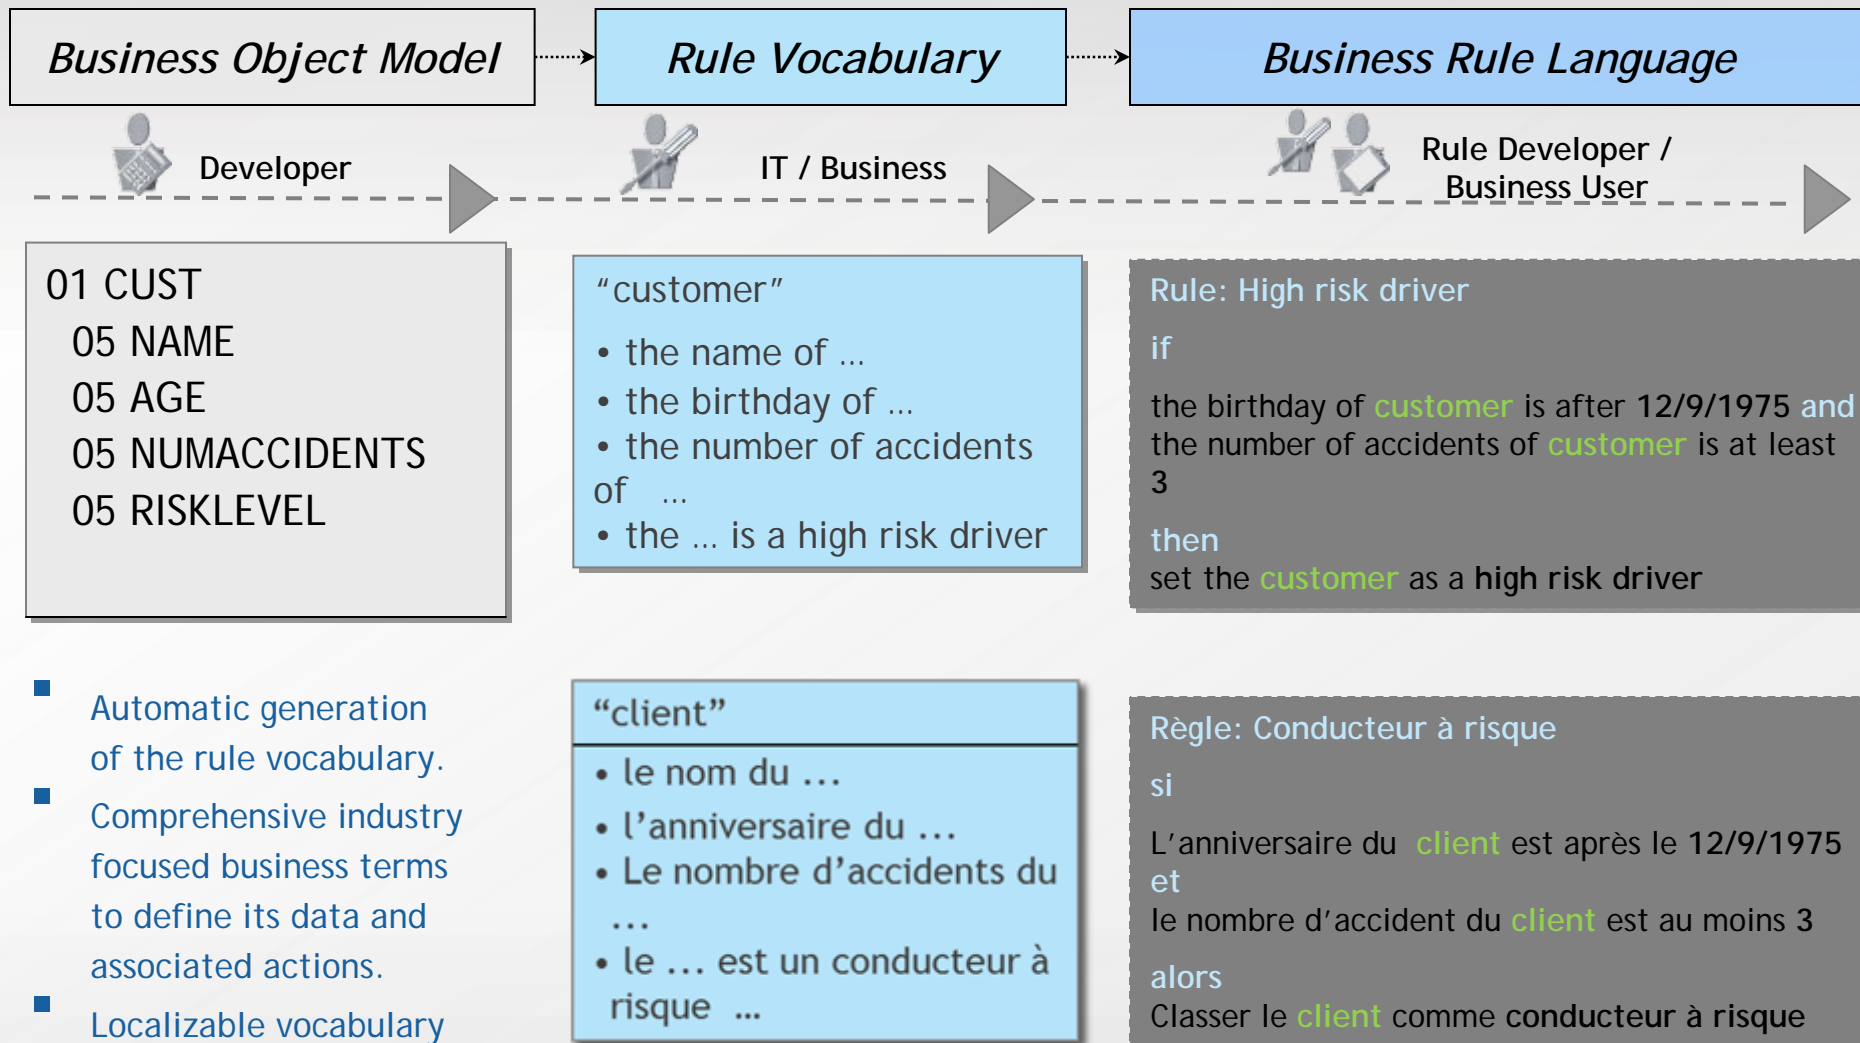 Business Object Model
Rule Vocabulary
Business Rule Language
Developer
IT / Business
Rule Developer /
Business User
01 CUST
05 NAME
05 AGE
05 NUMACCIDENTS
05 RISKLEVEL
“customer”
• the name of ...
• the birthday of ...
• the number of accidents
of ...
• the ... is a high risk driver
Rule: High risk driver
if
the birthday of customer is after 12/9/1975 and
the number of accidents of customer is at least
3
then
set the customer as a high risk driver
Automatic generation
of the rule vocabulary.
Comprehensive industry
focused business terms
to define its data and
associated actions.
Localizable vocabulary
“client”
• le nom du ...
• l’anniversaire du ...
• Le nombre d’accidents du
...
• le ... est un conducteur à
risque ...
Règle: Conducteur à risque
si
L’anniversaire du client est après le 12/9/1975
et
le nombre d’accident du client est au moins 3
alors
Classer le client comme conducteur à risque